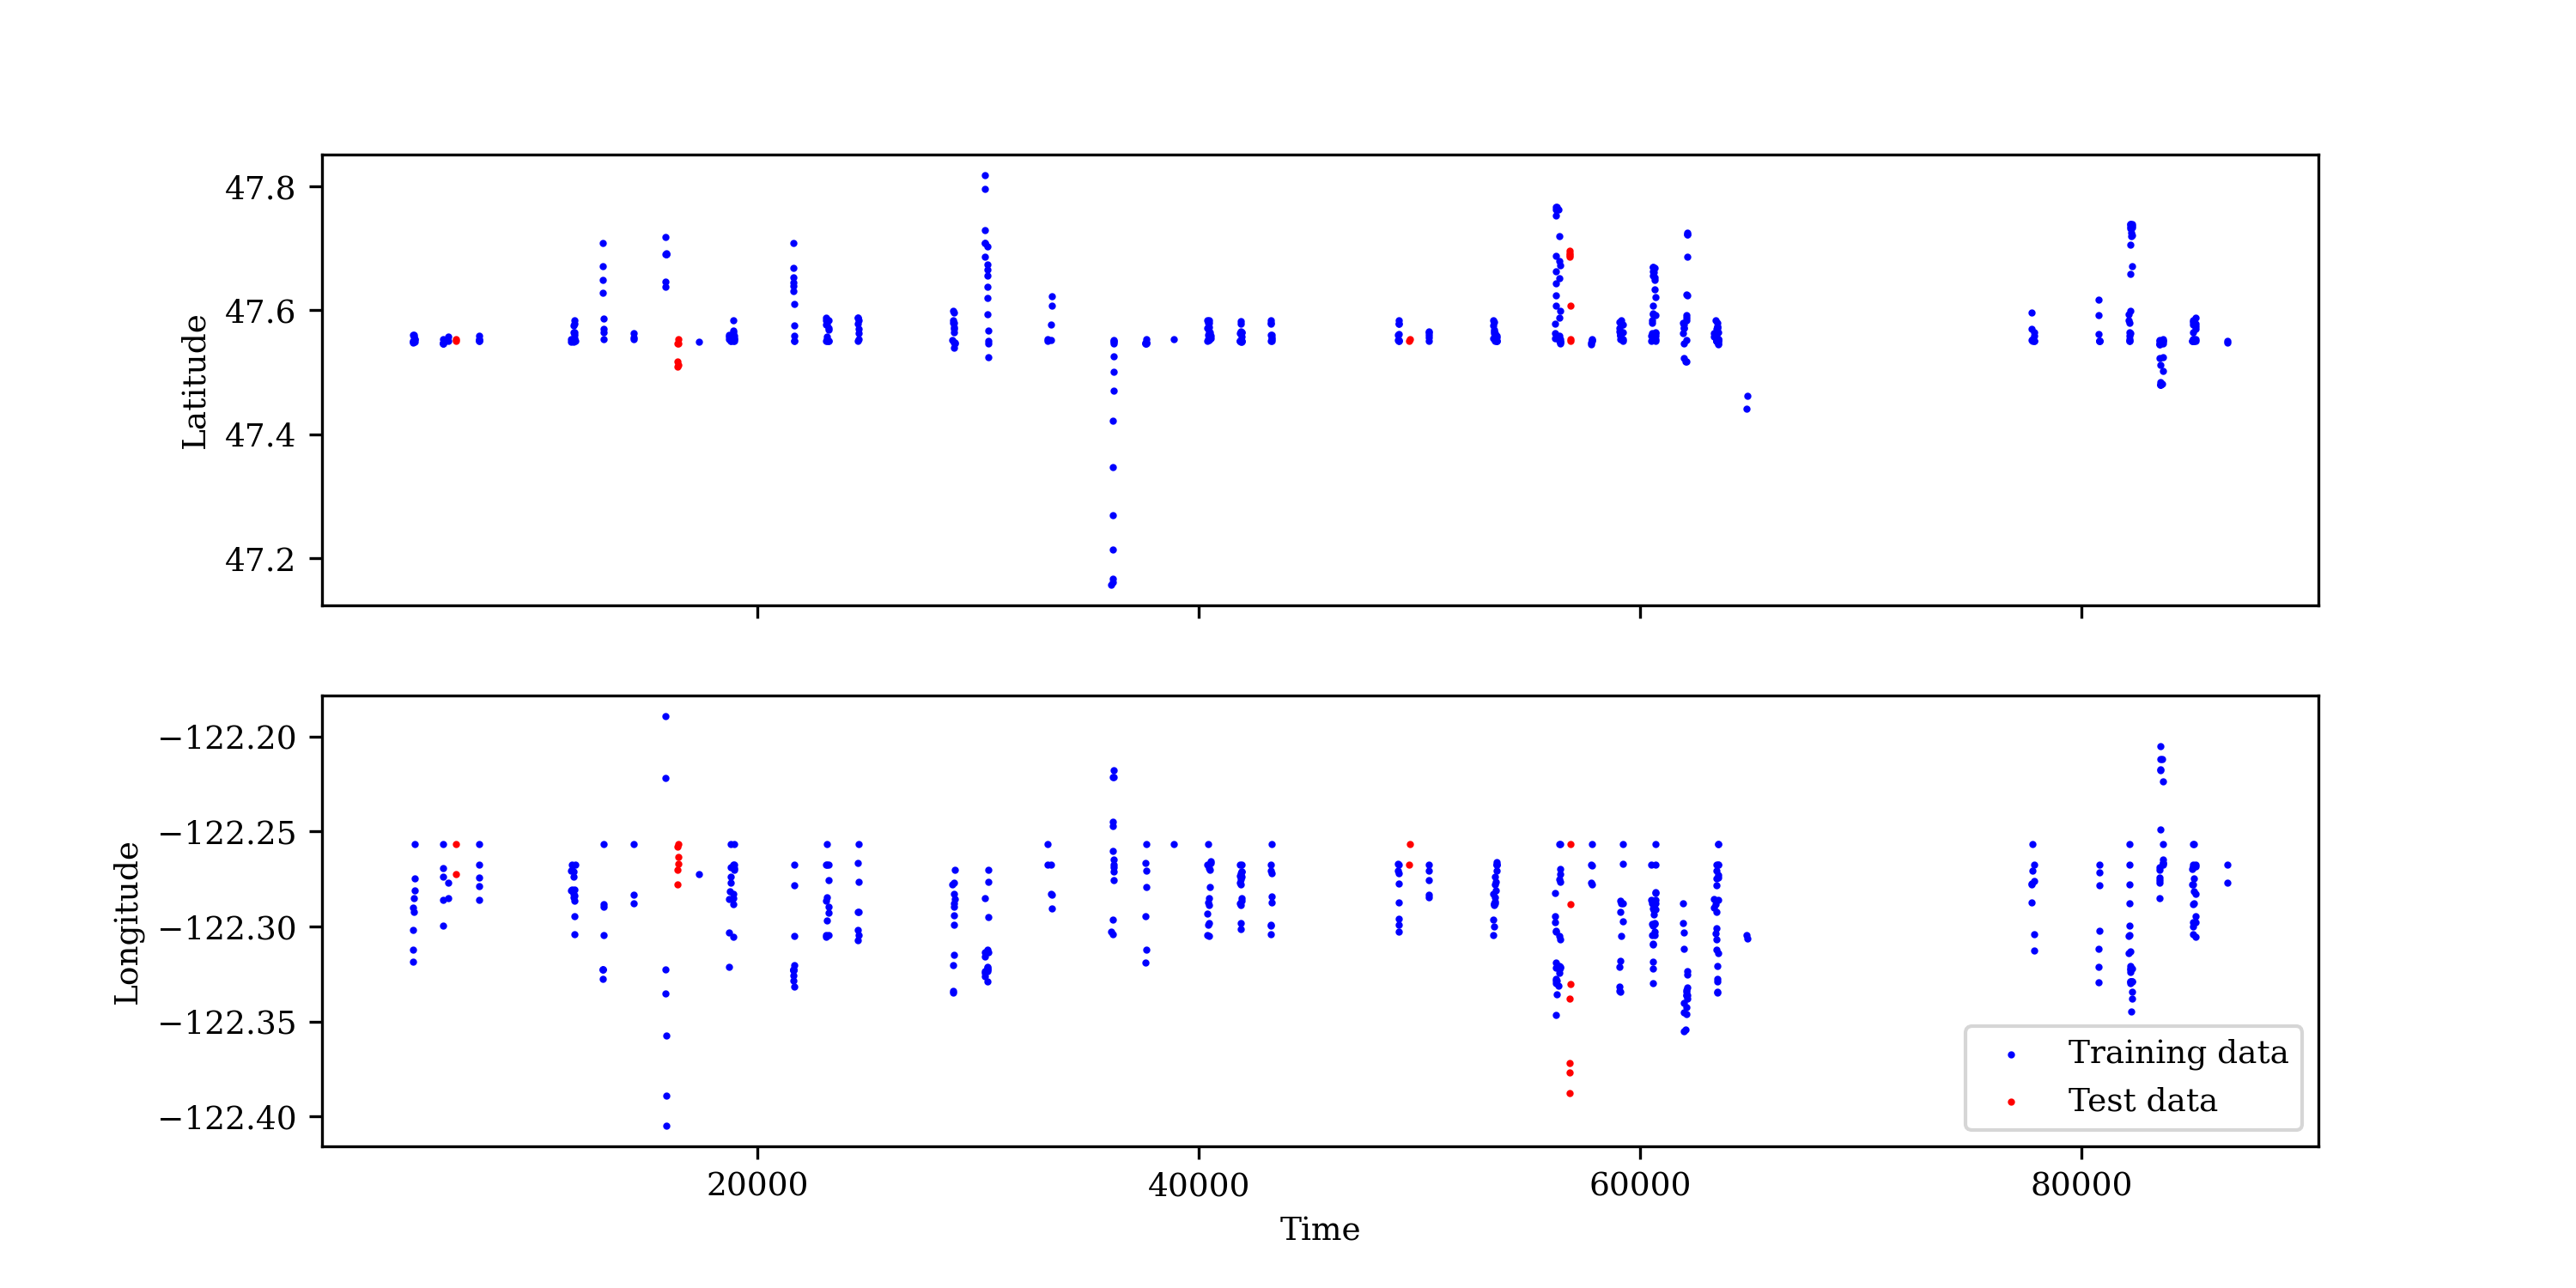 47.8
47.6
47.4
47.2
Latitude
−122.20
−122.25
−122.30
−122.35
−122.40
Longitude
Training data
Test data
20000 40000 60000 80000
Time